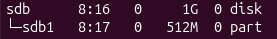 sdb 8:16 0 1G 0 disk
└─sdb1 8:17 0 512M 0 part